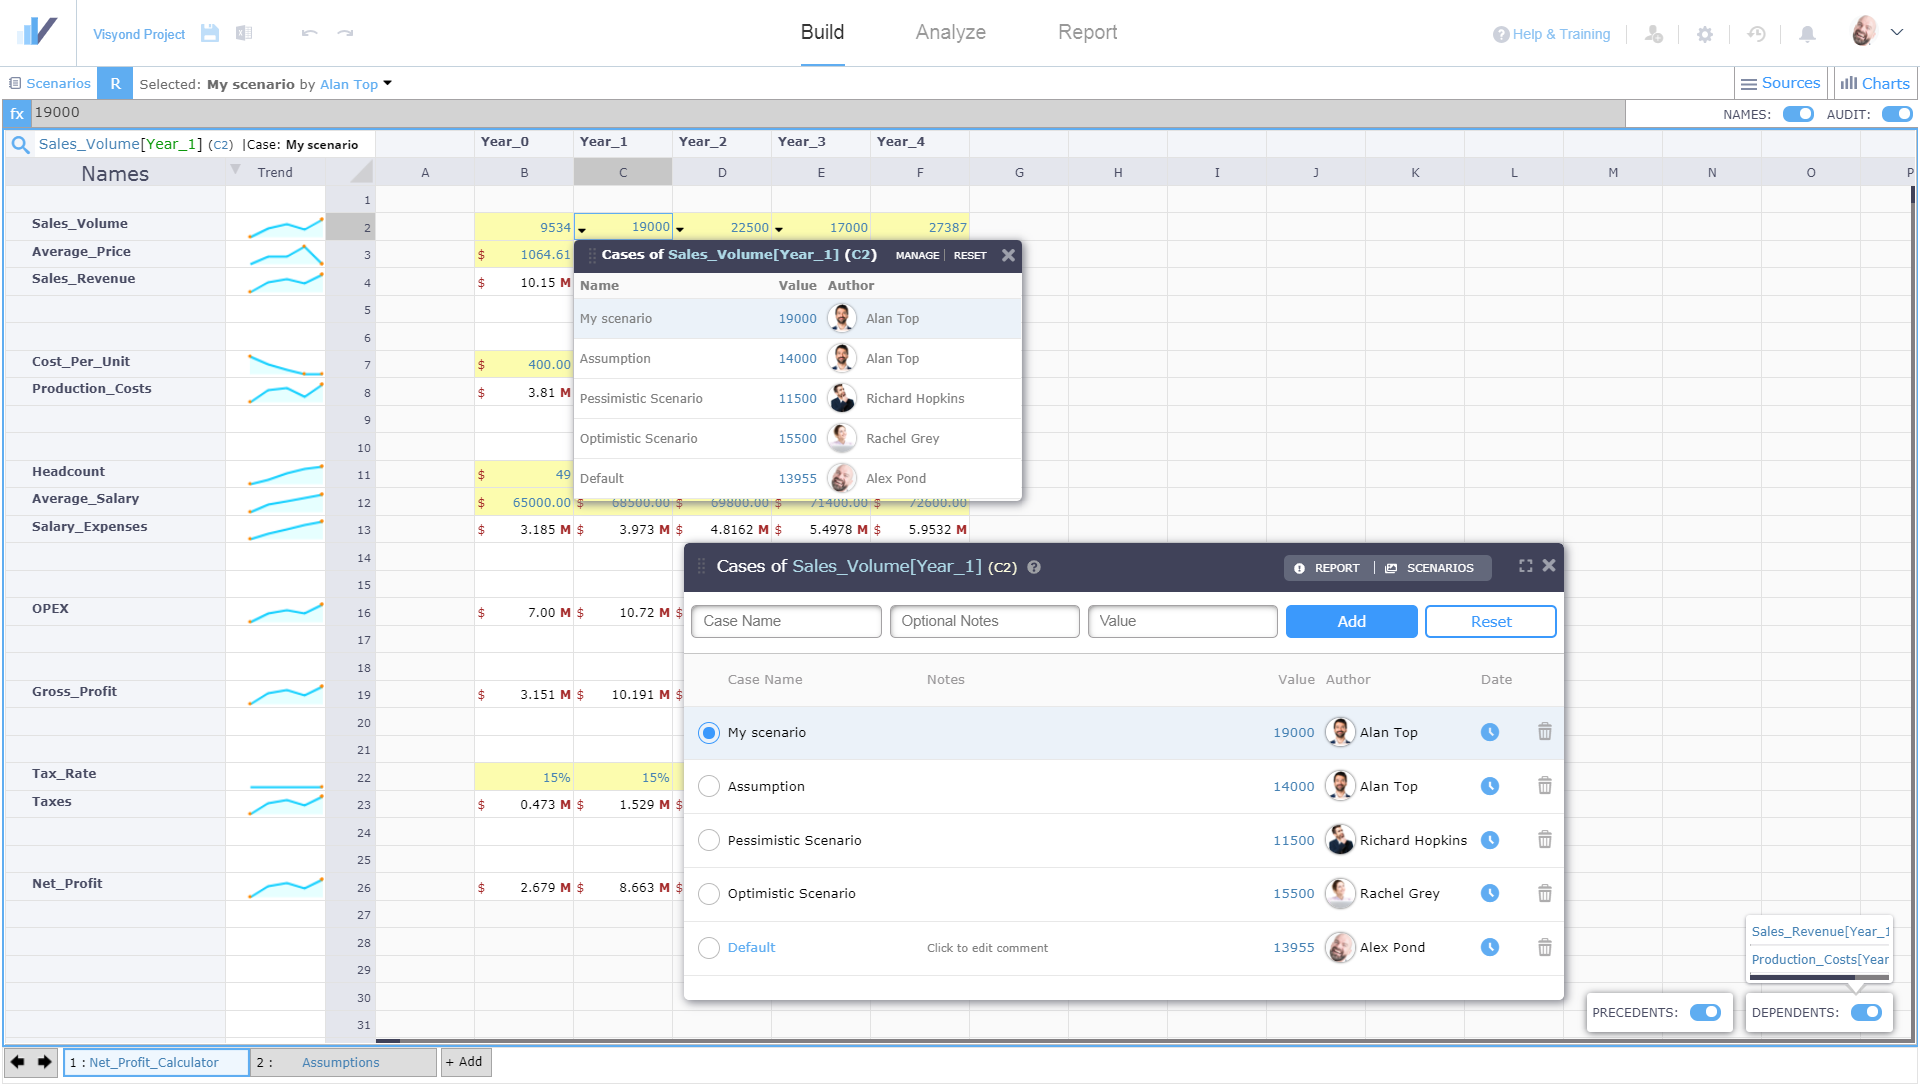 Visyond Project
Build Analyze Report
Help & Training
Scenarios R Selected: My scenario by Alan Top
Sources Charts
fx 19000
NAMES: AUDIT:
Sales_Volume[Year_1] (C2) |Case: My scenario
Year_0 Year_1 Year_2 Year_3 Year_4
Names Trend A B C D E F G H I J K L M N O P
1
Sales_Volume 2 9534 19000 22500 17000 27387
Average_Price 3 $ 1064.61
Sales_Revenue 4 $ 10.15 M
5
6
Cost_Per_Unit 7 $ 400.00
Production_Costs 8 $ 3.81 M
9
10
Headcount 11 $ 49
Average_Salary 12 $ 65000.00 $ 68500.00 $ 69800.00 $ 71400.00 $ 72600.00
Salary_Expenses 13 $ 3.185 M $ 3.973 M $ 4.8162 M $ 5.4978 M $ 5.9532 M
14
15
OPEX 16 $ 7.00 M $ 10.72 M $
17
18
Gross_Profit 19 $ 3.151 M $ 10.191 M $
20
21
Tax_Rate 22 15% 15%
Taxes 23 $ 0.473 M $ 1.529 M $
24
25
Net_Profit 26 $ 2.679 M $ 8.663 M $
27
28
29
30
31
Cases of Sales_Volume[Year_1] (C2) MANAGE | RESET
Name Value Author
My scenario 19000 Alan Top
Assumption 14000 Alan Top
Pessimistic Scenario 11500 Richard Hopkins
Optimistic Scenario 15500 Rachel Grey
Default 13955 Alex Pond
Cases of Sales_Volume[Year_1] (C2) ? REPORT | SCENARIOS
Case Name Optional Notes Value Add Reset
Case Name Notes Value Author Date
My scenario 19000 Alan Top
Assumption 14000 Alan Top
Pessimistic Scenario 11500 Richard Hopkins
Optimistic Scenario 15500 Rachel Grey
Default Click to edit comment 13955 Alex Pond
Sales_Revenue[Year_1
Production_Costs[Year
PRECEDENTS: DEPENDENTS:
1 : Net_Profit_Calculator 2 : Assumptions + Add